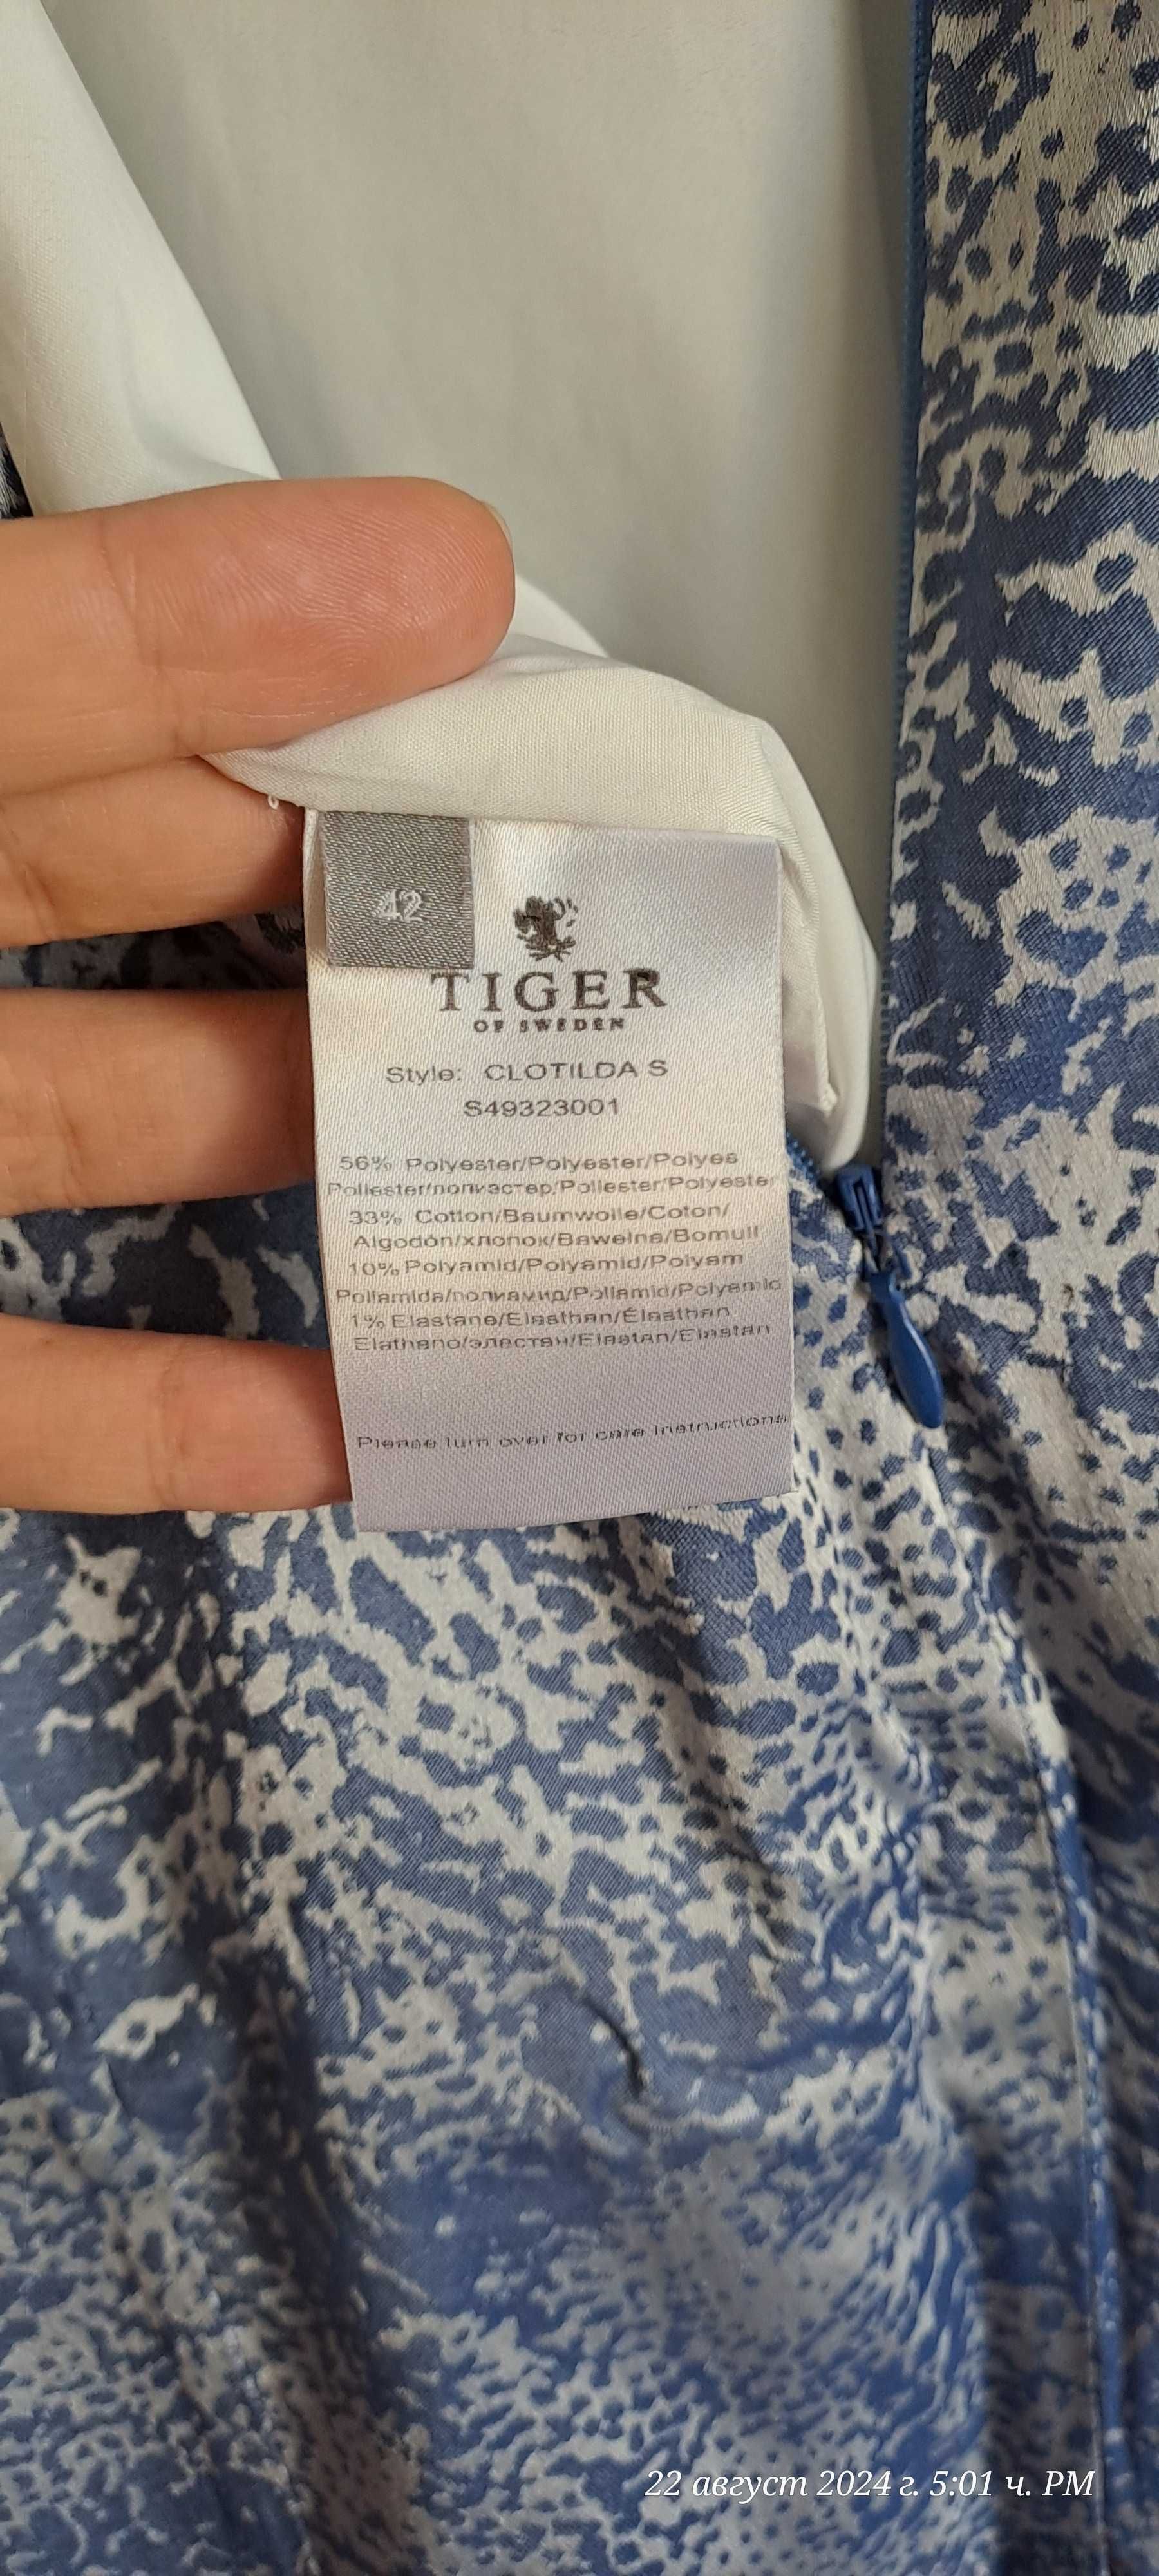 42
TIGER
OF SWEDEN
Style: CLOTILDA S
S49323001
56% Polyester/Polyester/Polyes
Poliester/полиэстер/Poliester/Polyester
33% Cotton/Baumwolle/Coton/
Algodón/хлопок/Bawelna/Bomull
10% Polyamid/Polyamid/Polyam
Poliamida/полиамид/Poliamid/Polyamid
1% Elastane/Elasthan/Élasthan
Elathano/эластан/Elastan/Elastan
Please turn over for care instructions
22 август 2024 г. 5:01 ч. PM